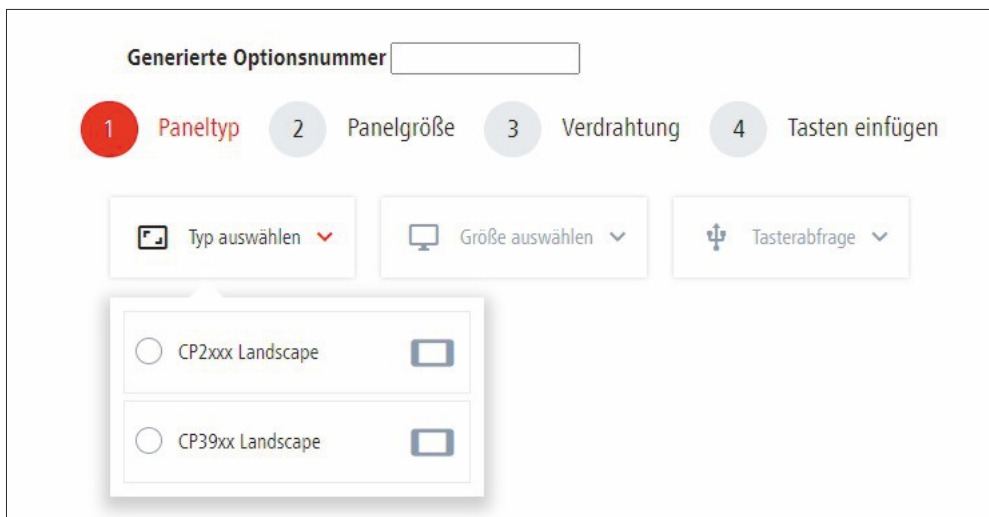 Generierte Optionsnummer
1 Paneltyp 2 Panelgröße 3 Verdrahtung 4 Tasten einfügen
Typ auswählen Größe auswählen Tasterabfrage
CP2xxx Landscape
CP39xx Landscape